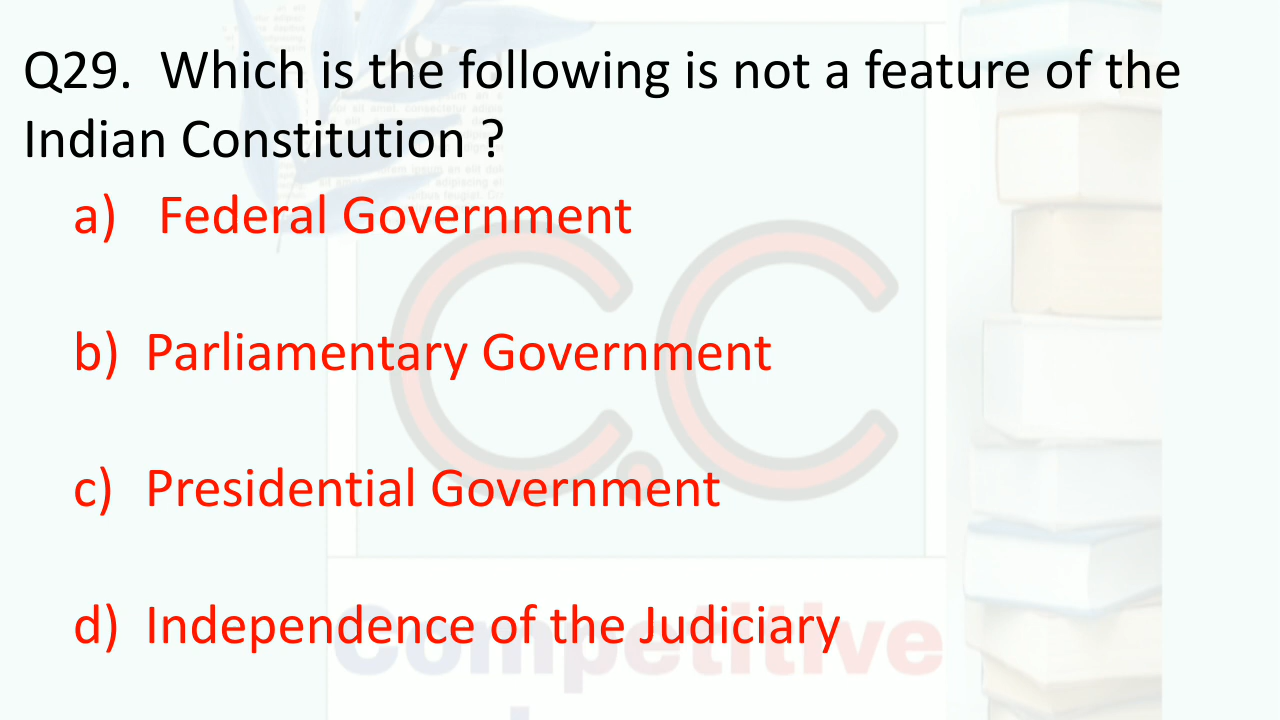 Q29. Which is the following is not a feature of the
Indian Constitution ?
a) Federal Government
b) Parliamentary Government
c) Presidential Government
d) Independence of the Judiciary
C.C
Competitive